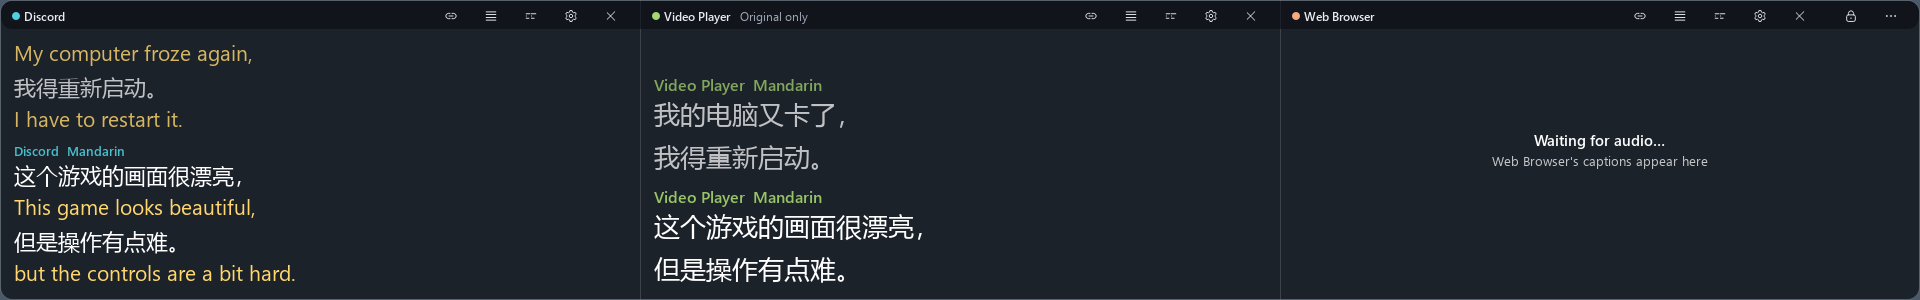 Discord
My computer froze again,
我得重新启动。
I have to restart it.
Discord Mandarin
这个游戏的画面很漂亮，
This game looks beautiful,
但是操作有点难。
but the controls are a bit hard.
Video Player Original only
Video Player Mandarin
我的电脑又卡了，
我得重新启动。
Video Player Mandarin
这个游戏的画面很漂亮，
但是操作有点难。
Web Browser
Waiting for audio...
Web Browser's captions appear here